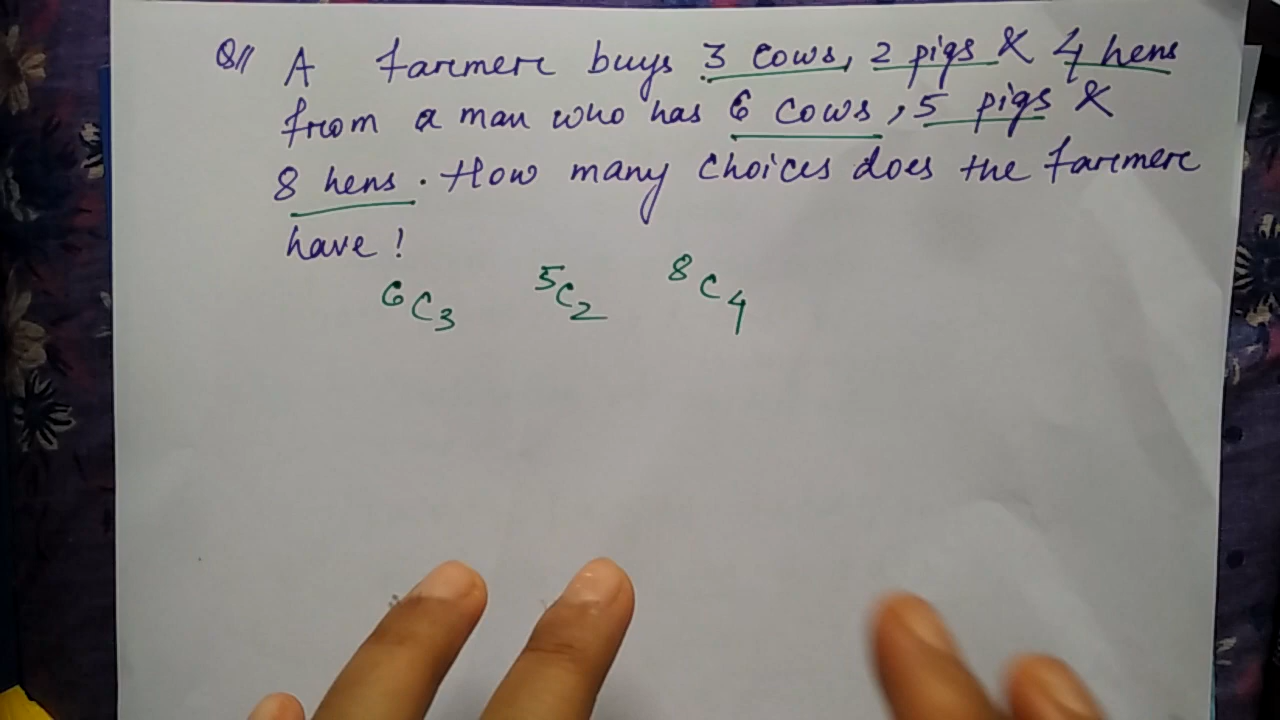 Q1) A farmer buys 3 cows, 2 pigs & 4 hens
from a man who has 6 cows, 5 pigs &
8 hens. How many choices does the farmer
have!
⁶C₃ ⁵C₂ ⁸C₄